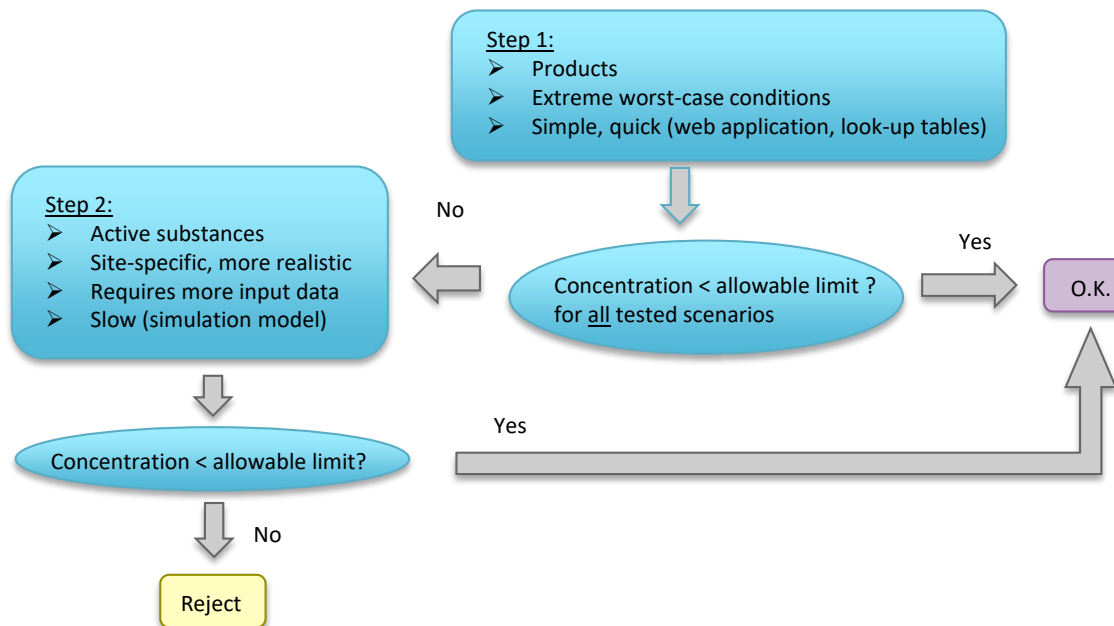 Step 1:
➢ Products
➢ Extreme worst-case conditions
➢ Simple, quick (web application, look-up tables)
Step 2:
➢ Active substances
➢ Site-specific, more realistic
➢ Requires more input data
➢ Slow (simulation model)
No
Yes
Concentration < allowable limit ?
for all tested scenarios
O.K.
Yes
Concentration < allowable limit?
No
Reject